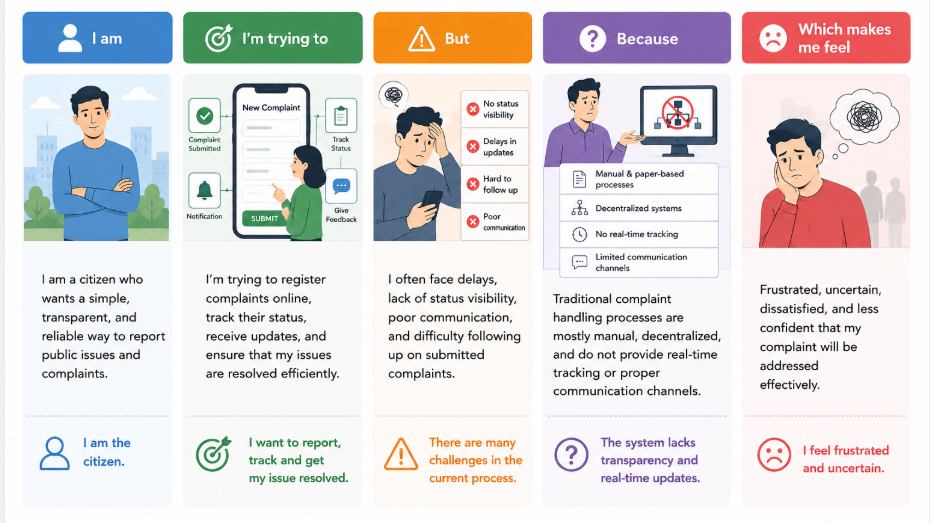 I am
I'm trying to
But
Because
Which makes
me feel
New Complaint
Complaint
Submitted
Track
Status
Notification
Give
Feedback
SUBMIT
No status
visibility
Delays in
updates
Hard to
follow up
Poor
communication
Manual & paper-based
processes
Decentralized systems
No real-time tracking
Limited communication
channels
I am a citizen who
wants a simple,
transparent, and
reliable way to report
public issues and
complaints.
I'm trying to register
complaints online,
track their status,
receive updates, and
ensure that my issues
are resolved efficiently.
I often face delays,
lack of status visibility,
poor communication,
and difficulty following
up on submitted
complaints.
Traditional complaint
handling processes are
mostly manual, decentralized,
and do not provide real-time
tracking or proper
communication channels.
Frustrated, uncertain,
dissatisfied, and less
confident that my
complaint will be
addressed
effectively.
I am the
citizen.
I want to report,
track and get
my issue resolved.
There are many
challenges in the
current process.
The system lacks
transparency and
real-time updates.
I feel frustrated
and uncertain.